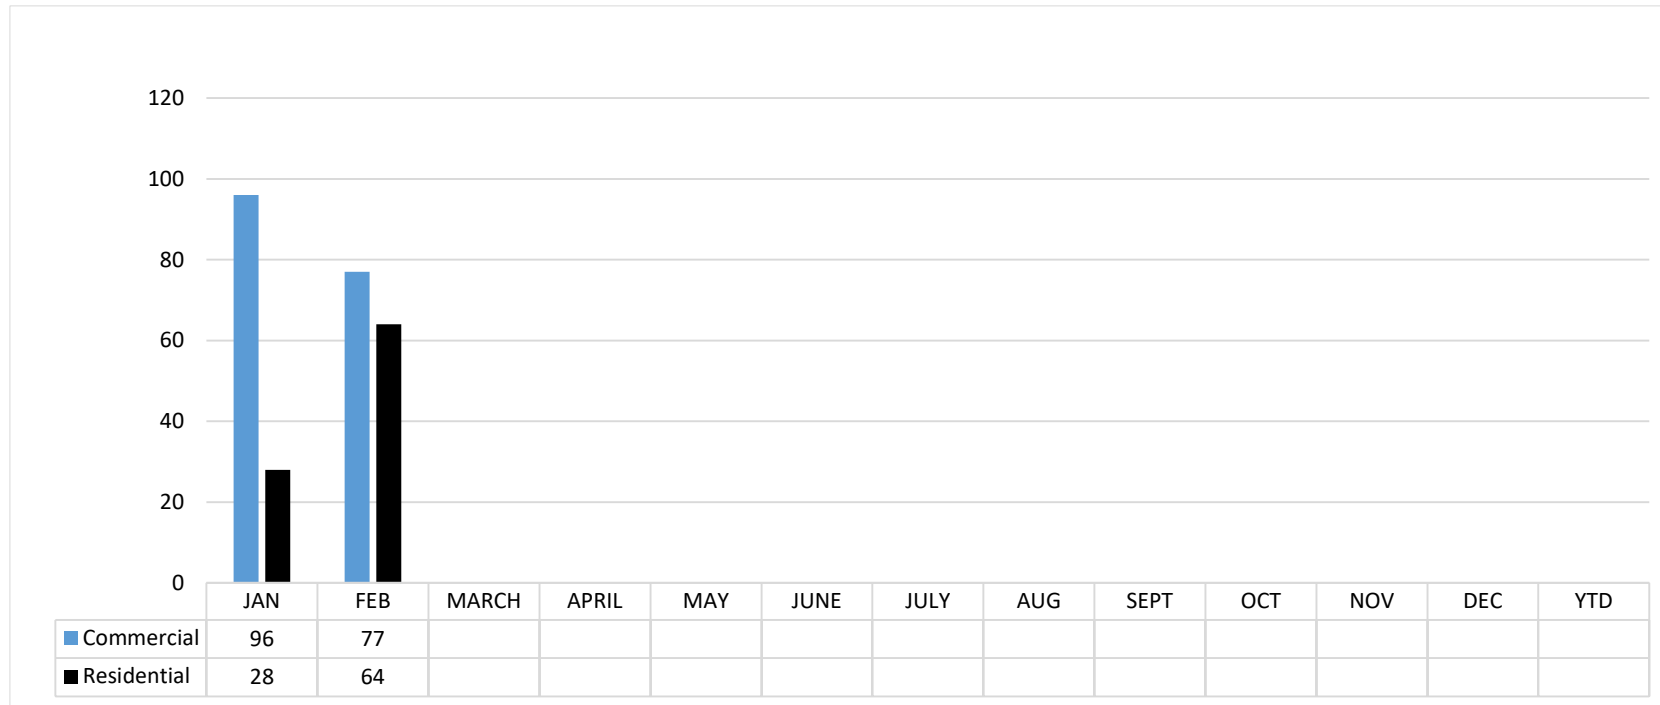 120
100
80
60
40
20
0
JAN FEB MARCH APRIL MAY JUNE JULY AUG SEPT OCT NOV DEC YTD
Commercial 96 77
Residential 28 64